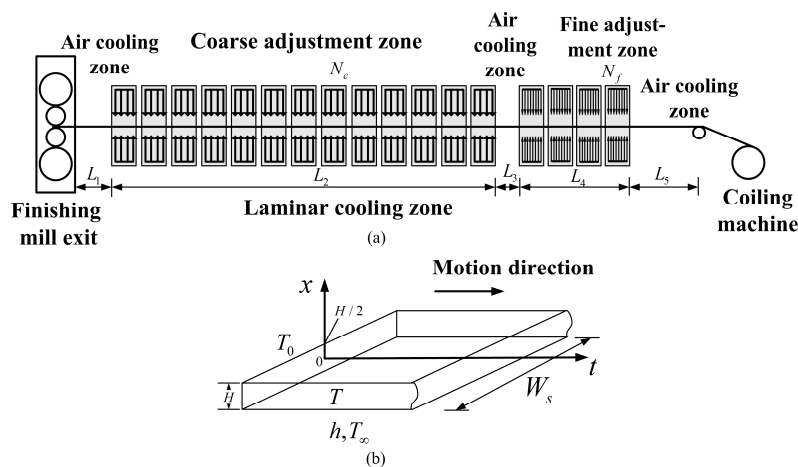 Air cooling
zone
Coarse adjustment zone
N_c
Air
cooling
zone
Fine adjust-
ment zone
N_f
Air cooling
zone
L_1
L_2
L_3
L_4
L_5
Finishing
mill exit
Laminar cooling zone
Coiling
machine
(a)
Motion direction
x
H / 2
T_0
0
t
H
T
W_s
h,T_∞
(b)